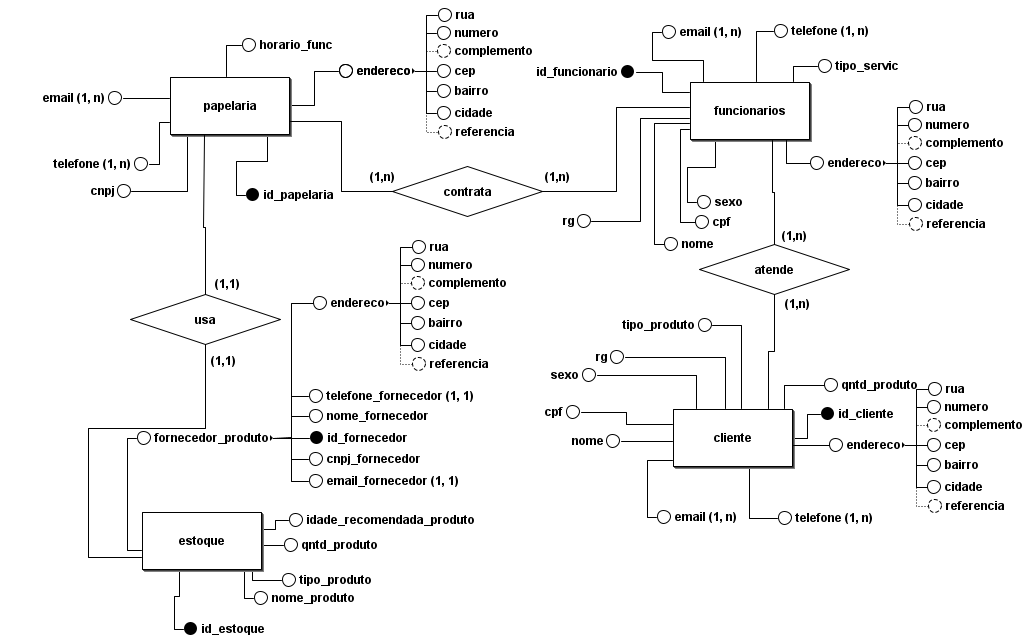 horario_func
email (1, n)
papelaria
telefone (1, n)
cnpj
id_papelaria
endereco
rua
numero
complemento
cep
bairro
cidade
referencia
(1,n)
contrata
(1,n)
email (1, n)
telefone (1, n)
id_funcionario
tipo_servic
funcionarios
endereco
rua
numero
complemento
cep
bairro
cidade
referencia
sexo
rg
cpf
nome
(1,n)
atende
(1,n)
(1,1)
usa
(1,1)
endereco
rua
numero
complemento
cep
bairro
cidade
referencia
telefone_fornecedor (1, 1)
nome_fornecedor
fornecedor_produto
id_fornecedor
cnpj_fornecedor
email_fornecedor (1, 1)
estoque
idade_recomendada_produto
qntd_produto
tipo_produto
nome_produto
id_estoque
tipo_produto
rg
sexo
cpf
nome
cliente
qntd_produto
id_cliente
endereco
rua
numero
complemento
cep
bairro
cidade
referencia
email (1, n)
telefone (1, n)